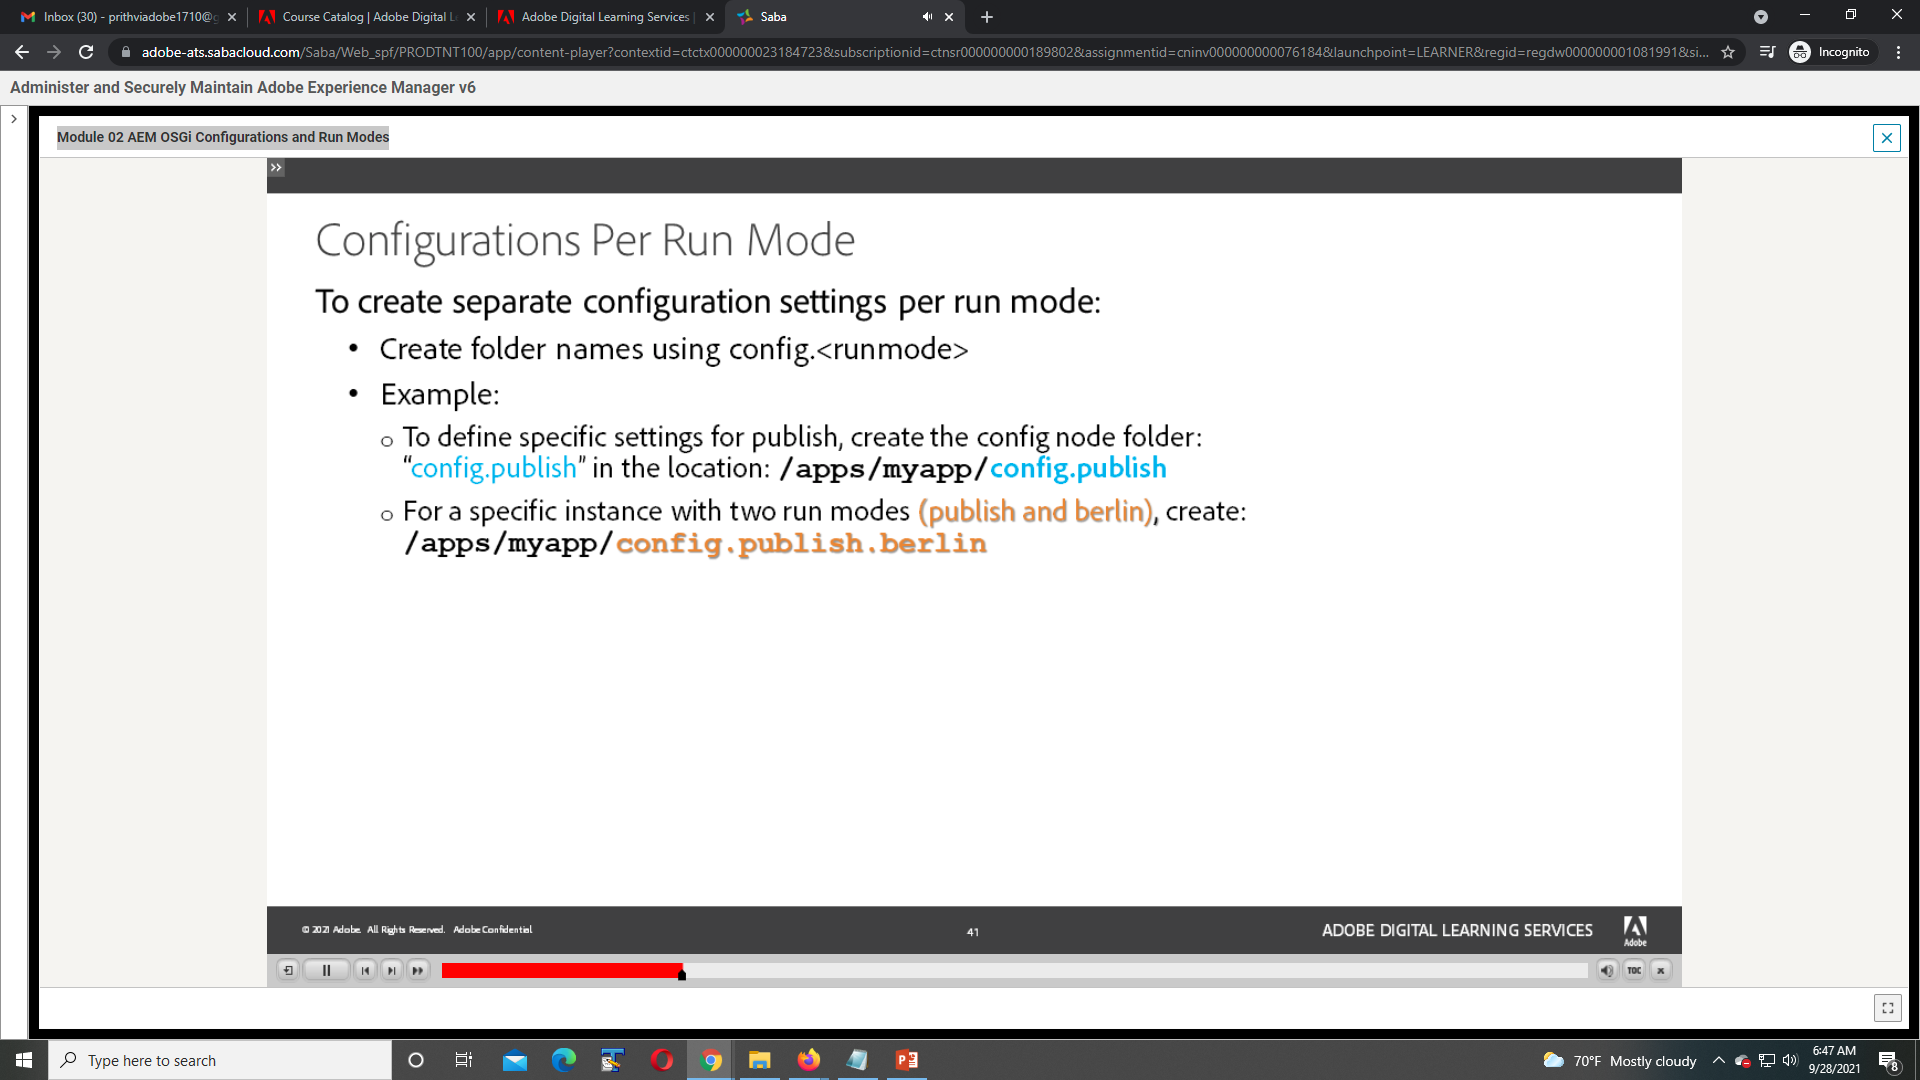 Inbox (30) - prithviadobe1710@g
Course Catalog | Adobe Digital L
Adobe Digital Learning Services |
Saba
adobe-ats.sabacloud.com/Saba/Web_spf/PRODTNT100/app/content-player?contextid=ctctx000000023184723&subscriptionid=ctnsr0000000000189802&assignmentid=cninv000000000076184&launchpoint=LEARNER&regid=regdw000000001081991&si...
Incognito
Administer and Securely Maintain Adobe Experience Manager v6
Module 02 AEM OSGi Configurations and Run Modes
Configurations Per Run Mode
To create separate configuration settings per run mode:
• Create folder names using config.<runmode>
• Example:
o To define specific settings for publish, create the config node folder:
“config.publish” in the location: /apps/myapp/config.publish
o For a specific instance with two run modes (publish and berlin), create:
/apps/myapp/config.publish.berlin
© 2021 Adobe. All Rights Reserved. Adobe Confidential
41
ADOBE DIGITAL LEARNING SERVICES
Adobe
TOC
Type here to search
70°F Mostly cloudy
6:47 AM
9/28/2021
8